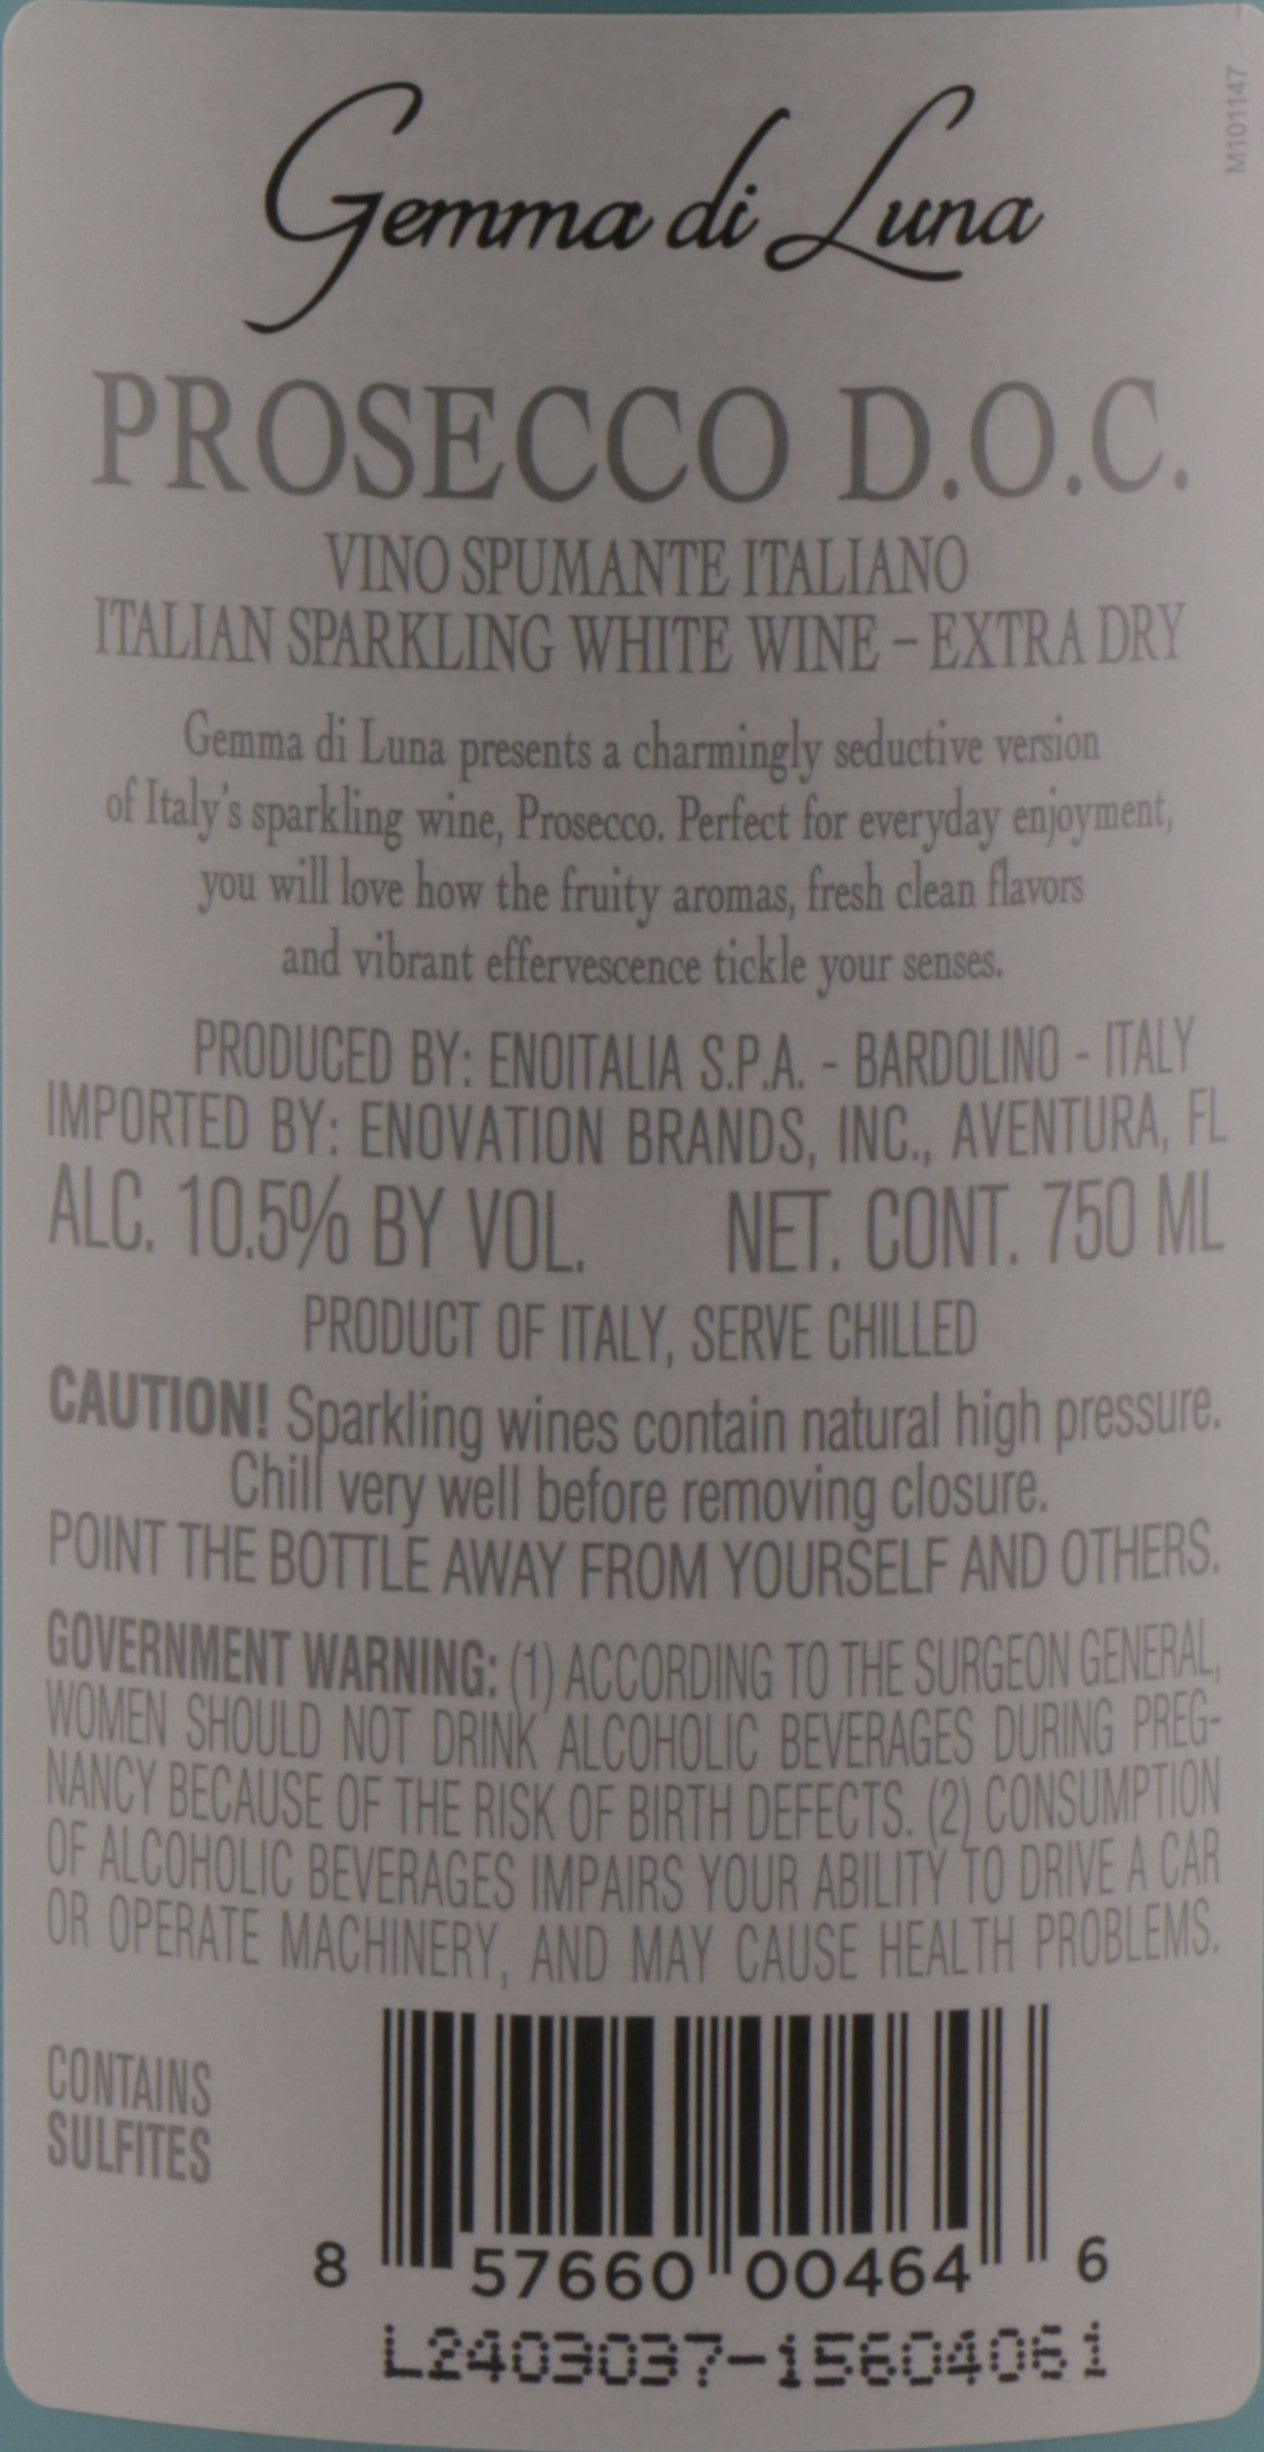 M101147
Gemma di Luna
PROSECCO D.O.C.
VINO SPUMANTE ITALIANO
ITALIAN SPARKLING WHITE WINE – EXTRA DRY
Gemma di Luna presents a charmingly seductive version
of Italy's sparkling wine, Prosecco. Perfect for everyday enjoyment,
you will love how the fruity aromas, fresh clean flavors
and vibrant effervescence tickle your senses.
PRODUCED BY: ENOITALIA S.P.A. - BARDOLINO - ITALY
IMPORTED BY: ENOVATION BRANDS, INC., AVENTURA, FL
ALC. 10.5% BY VOL. NET. CONT. 750 ML
PRODUCT OF ITALY, SERVE CHILLED
CAUTION! Sparkling wines contain natural high pressure.
Chill very well before removing closure.
POINT THE BOTTLE AWAY FROM YOURSELF AND OTHERS.
GOVERNMENT WARNING: (1) ACCORDING TO THE SURGEON GENERAL,
WOMEN SHOULD NOT DRINK ALCOHOLIC BEVERAGES DURING PREG-
NANCY BECAUSE OF THE RISK OF BIRTH DEFECTS. (2) CONSUMPTION
OF ALCOHOLIC BEVERAGES IMPAIRS YOUR ABILITY TO DRIVE A CAR
OR OPERATE MACHINERY, AND MAY CAUSE HEALTH PROBLEMS.
CONTAINS
SULFITES
8 57660 00464 6
L2403037-15604061